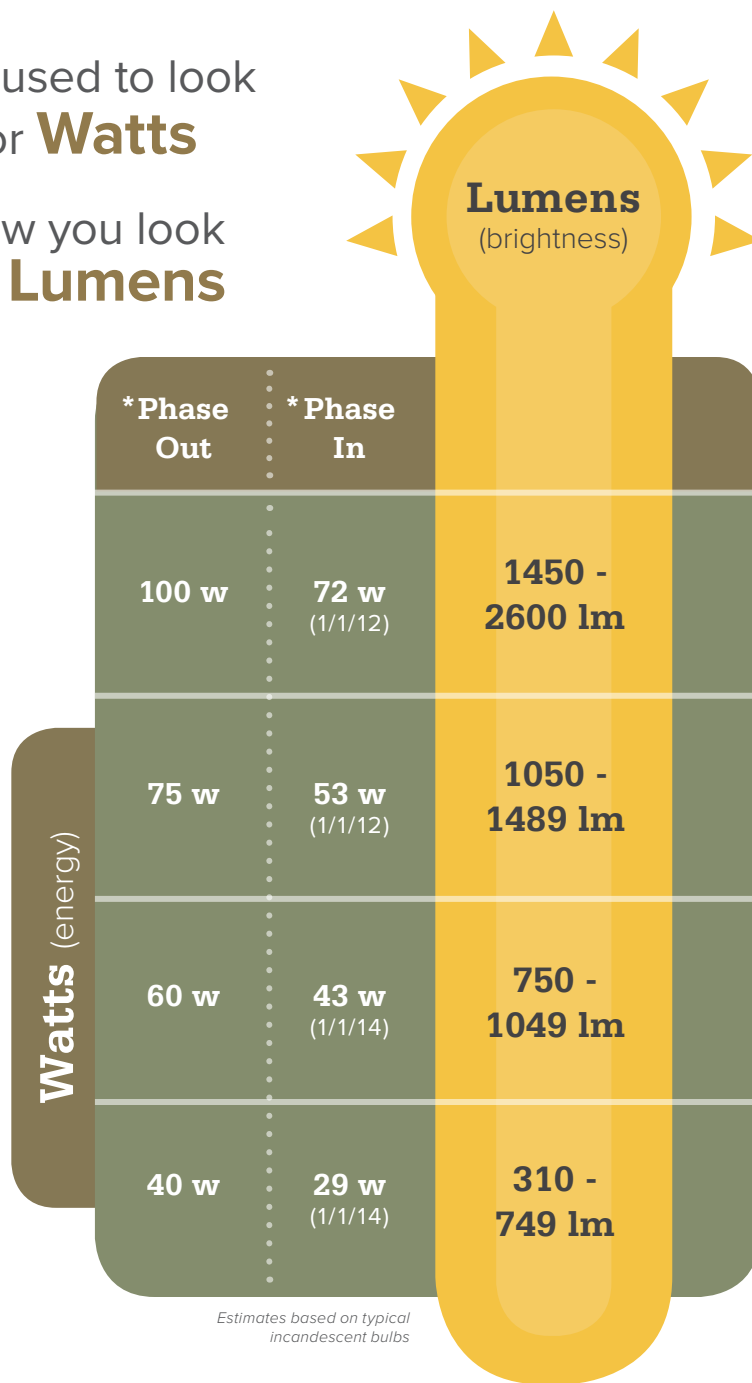 used to look
or Watts
w you look
Lumens
Lumens
(brightness)
*Phase Out
*Phase In
100 w
72 w
(1/1/12)
1450 -
2600 lm
75 w
53 w
(1/1/12)
1050 -
1489 lm
60 w
43 w
(1/1/14)
750 -
1049 lm
40 w
29 w
(1/1/14)
310 -
749 lm
Watts (energy)
Estimates based on typical
incandescent bulbs